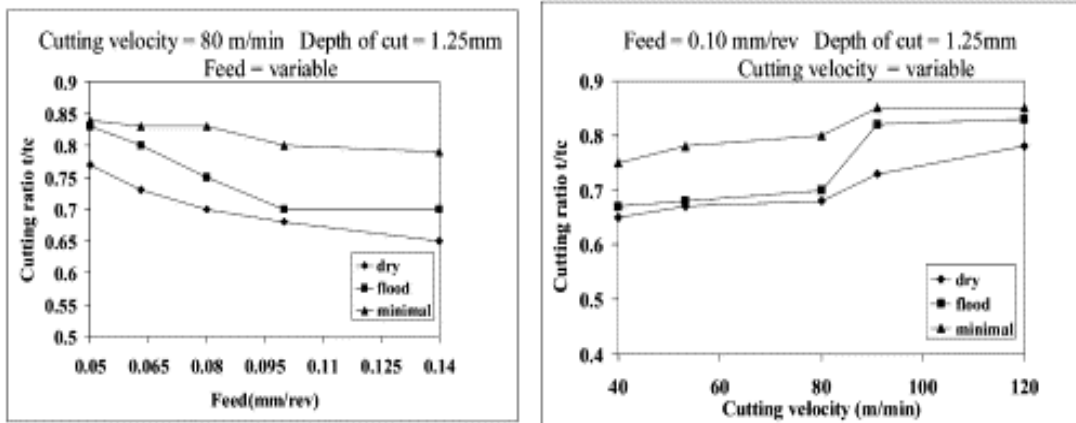 Cutting velocity = 80 m/min Depth of cut = 1.25mm
Feed = variable
0.9
0.85
0.8
0.75
0.7
0.65
0.6
0.55
0.5
Cutting ratio t/tc
dry
flood
minimal
0.05 0.065 0.08 0.095 0.11 0.125 0.14
Feed(mm/rev)
Feed = 0.10 mm/rev Depth of cut = 1.25mm
Cutting velocity = variable
0.9
0.8
0.7
0.6
0.5
0.4
Cutting ratio t/tc
dry
flood
minimal
40 60 80 100 120
Cutting velocity (m/min)